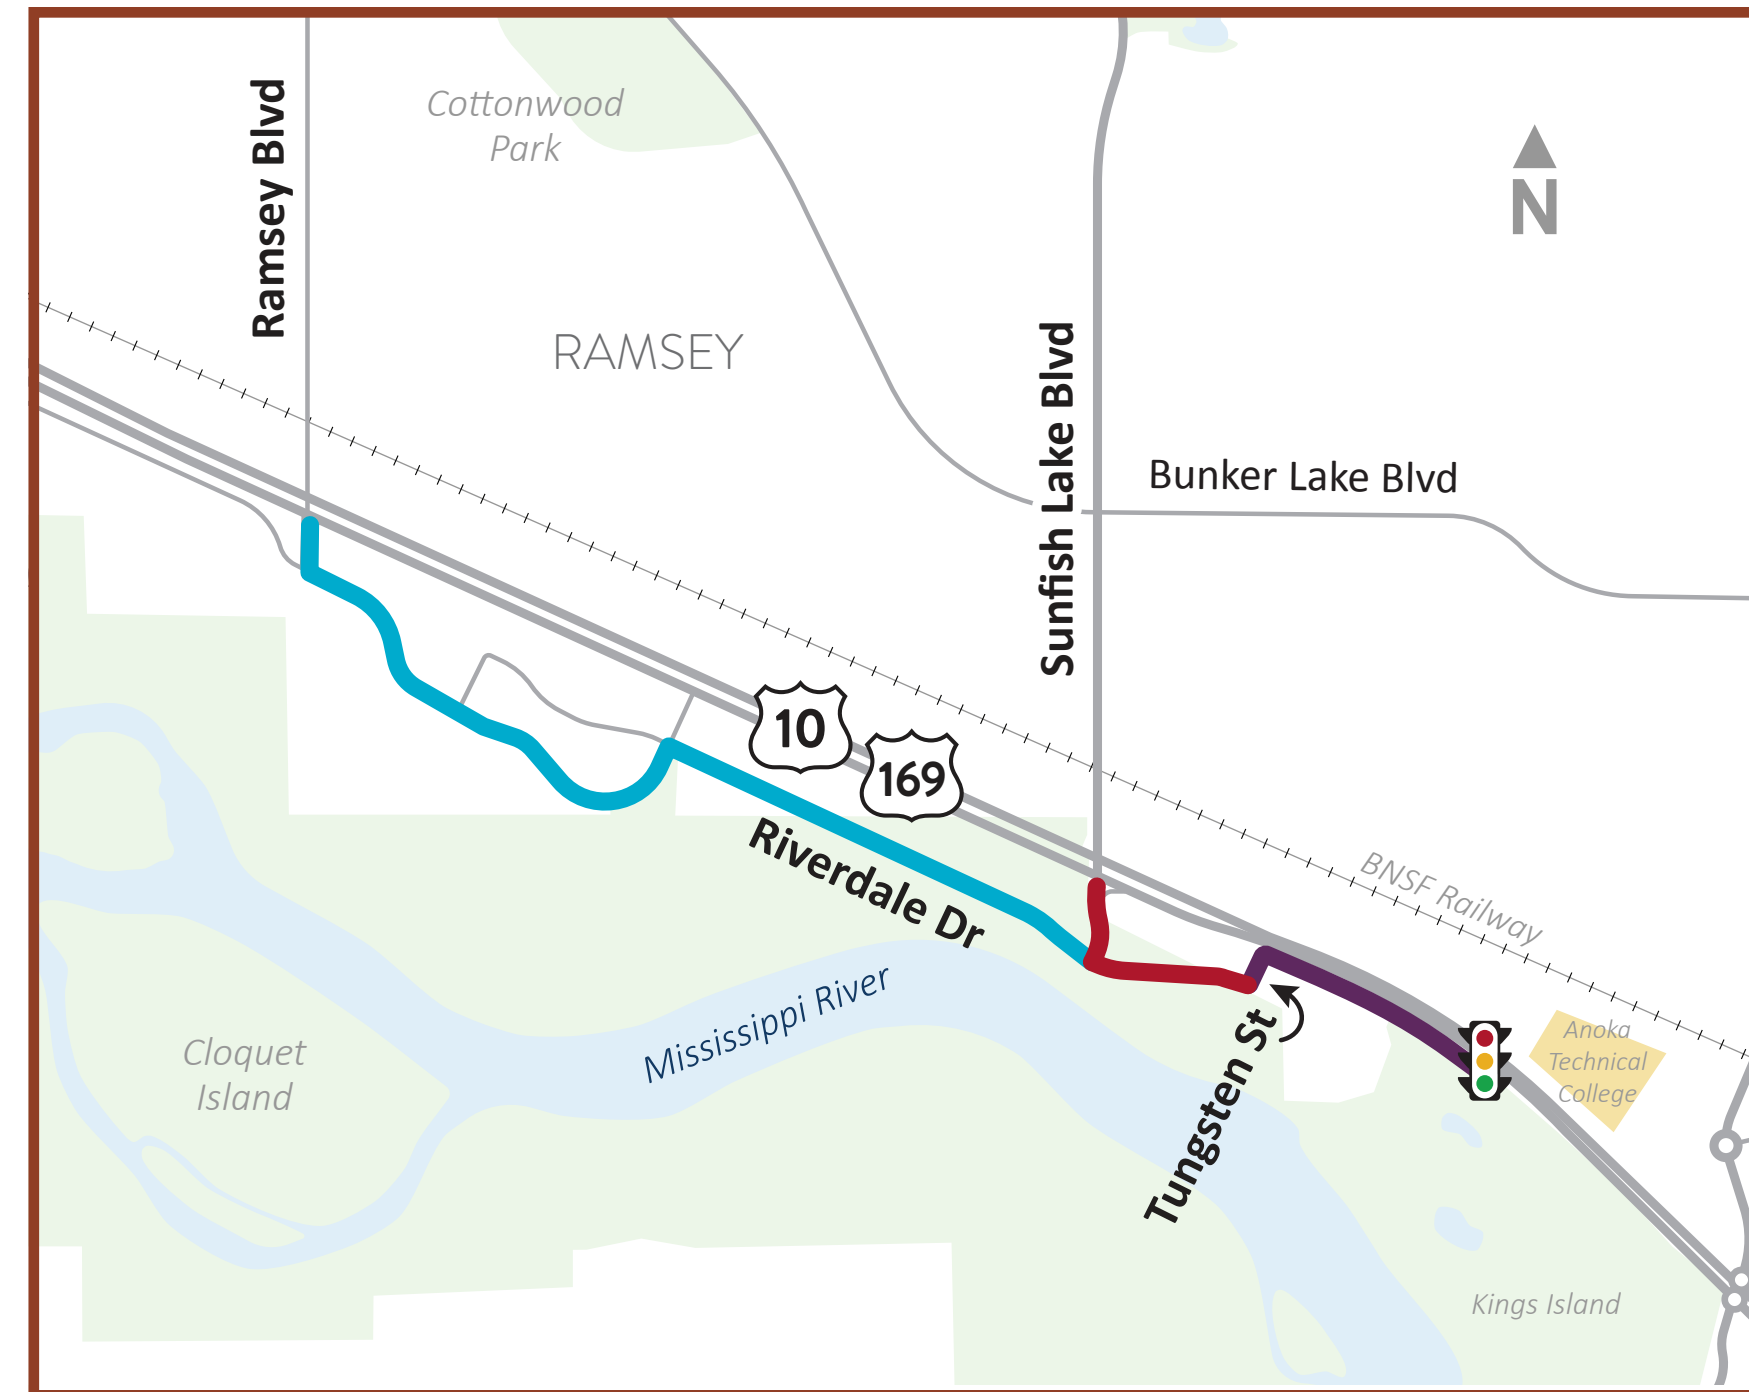 Cottonwood
Park
Ramsey Blvd
N
RAMSEY
Sunfish Lake Blvd
Bunker Lake Blvd
10
169
Riverdale Dr
BNSF Railway
Mississippi River
Cloquet
Island
Tungsten St
Anoka
Technical
College
Kings Island